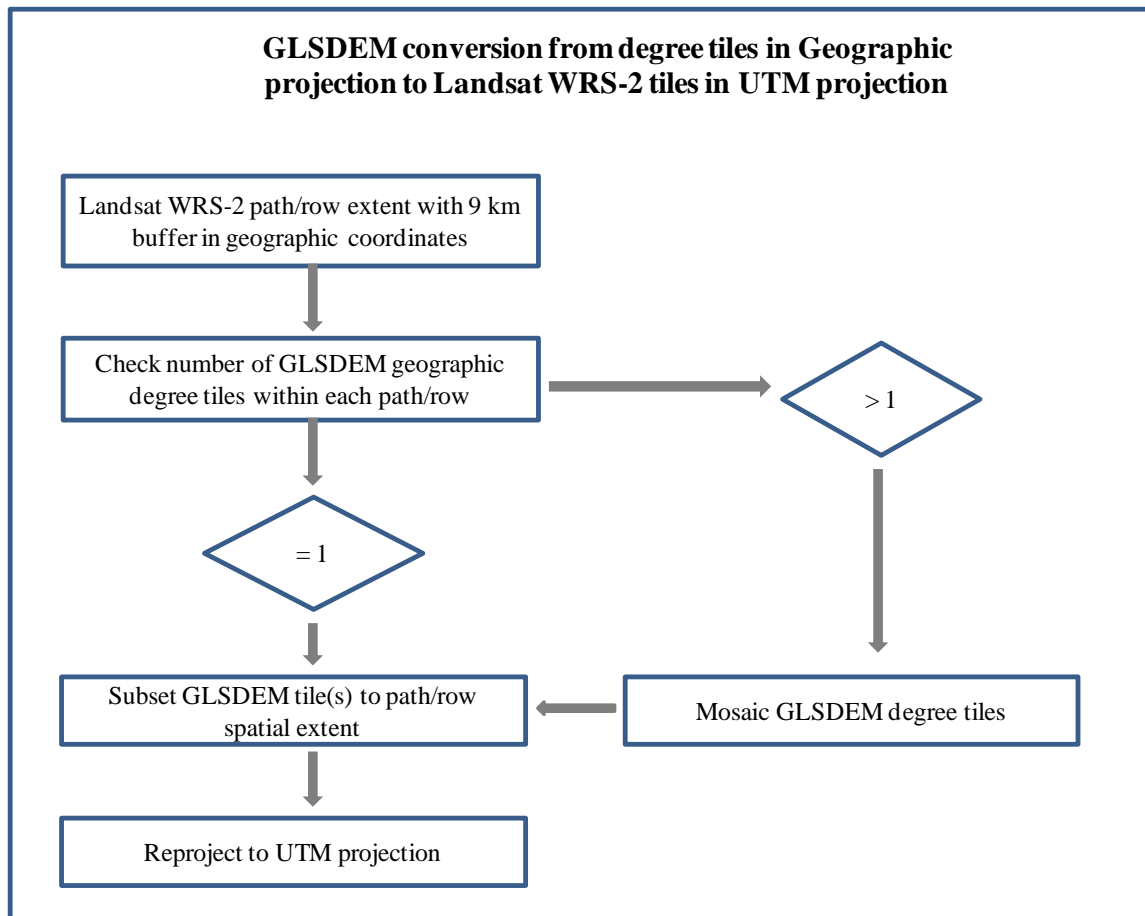 GLSDEM conversion from degree tiles in Geographic
projection to Landsat WRS-2 tiles in UTM projection
Landsat WRS-2 path/row extent with 9 km
buffer in geographic coordinates
Check number of GLSDEM geographic
degree tiles within each path/row
> 1
= 1
Subset GLSDEM tile(s) to path/row
spatial extent
Mosaic GLSDEM degree tiles
Reproject to UTM projection